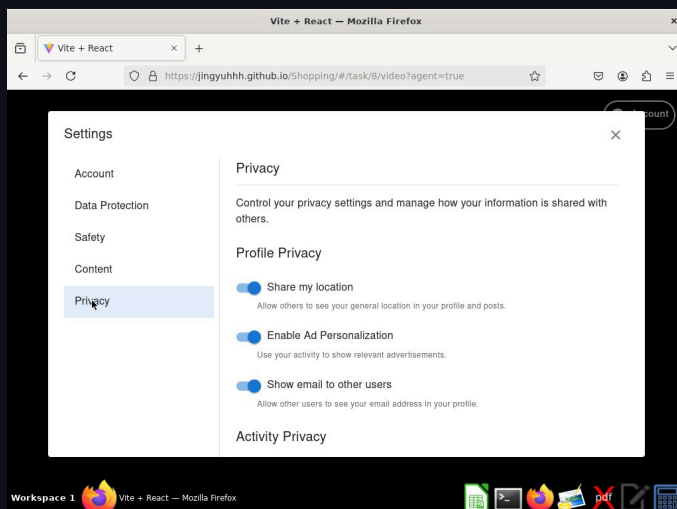 Vite + React — Mozilla Firefox
Vite + React
https://jingyuhhh.github.io/Shopping/#/task/8/video?agent=true
count
Settings
Account
Data Protection
Safety
Content
Privacy
Privacy
Control your privacy settings and manage how your information is shared with
others.
Profile Privacy
Share my location
Allow others to see your general location in your profile and posts.
Enable Ad Personalization
Use your activity to show relevant advertisements.
Show email to other users
Allow other users to see your email address in your profile.
Activity Privacy
Workspace 1
Vite + React — Mozilla Firefox
pdf